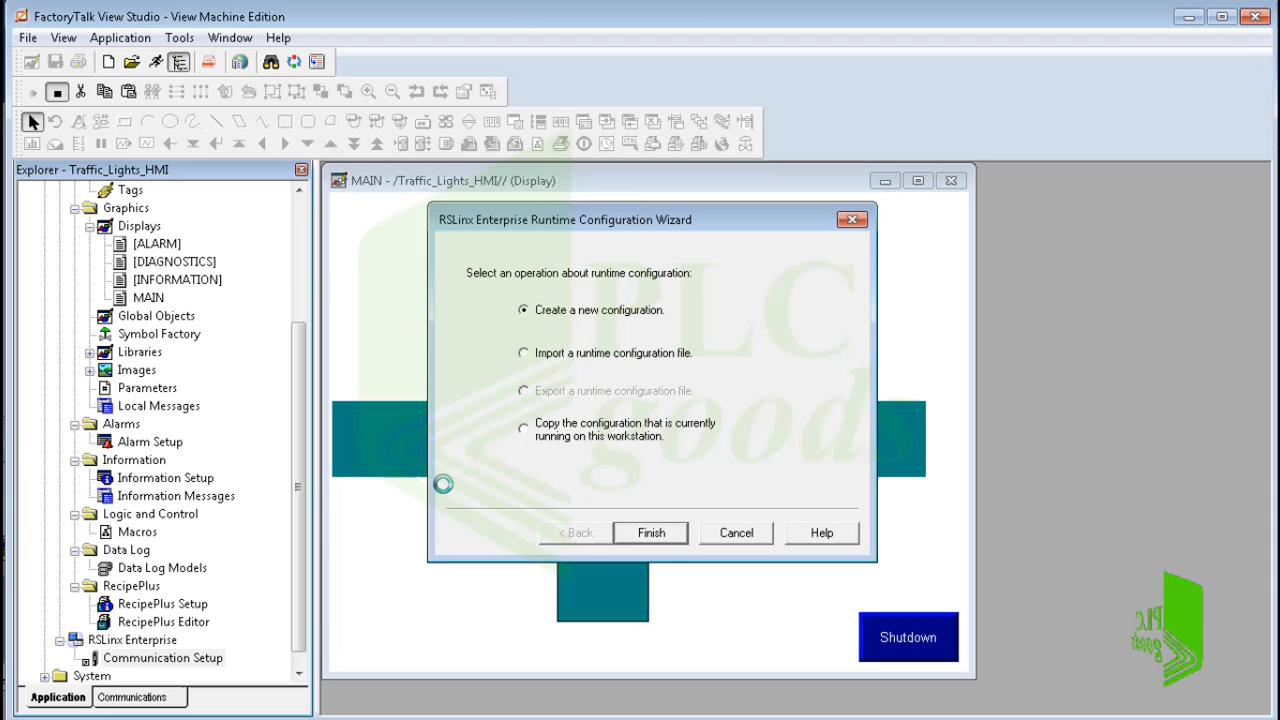 FactoryTalk View Studio - View Machine Edition
File View Application Tools Window Help
Explorer - Traffic_Lights_HMI
Tags
Graphics
Displays
[ALARM]
[DIAGNOSTICS]
[INFORMATION]
MAIN
Global Objects
Symbol Factory
Libraries
Images
Parameters
Local Messages
Alarms
Alarm Setup
Information
Information Setup
Information Messages
Logic and Control
Macros
Data Log
Data Log Models
RecipePlus
RecipePlus Setup
RecipePlus Editor
RSLinx Enterprise
Communication Setup
System
Application Communications
MAIN - /Traffic_Lights_HMI// (Display)
RSLinx Enterprise Runtime Configuration Wizard
Select an operation about runtime configuration:
Create a new configuration.
Import a runtime configuration file.
Export a runtime configuration file.
Copy the configuration that is currently
running on this workstation.
< Back Finish Cancel Help
Shutdown
PLC
goods
PLC
goods